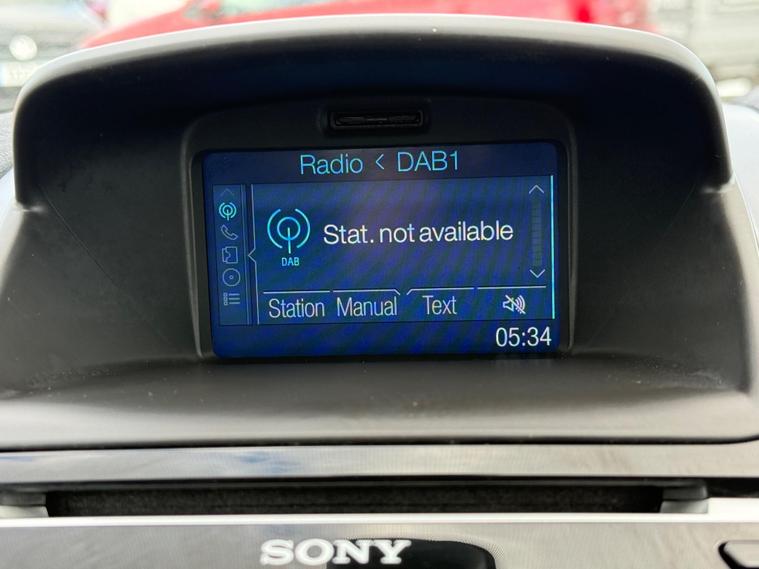 Radio < DAB1
DAB
Stat. not available
Station Manual Text
05:34
SONY